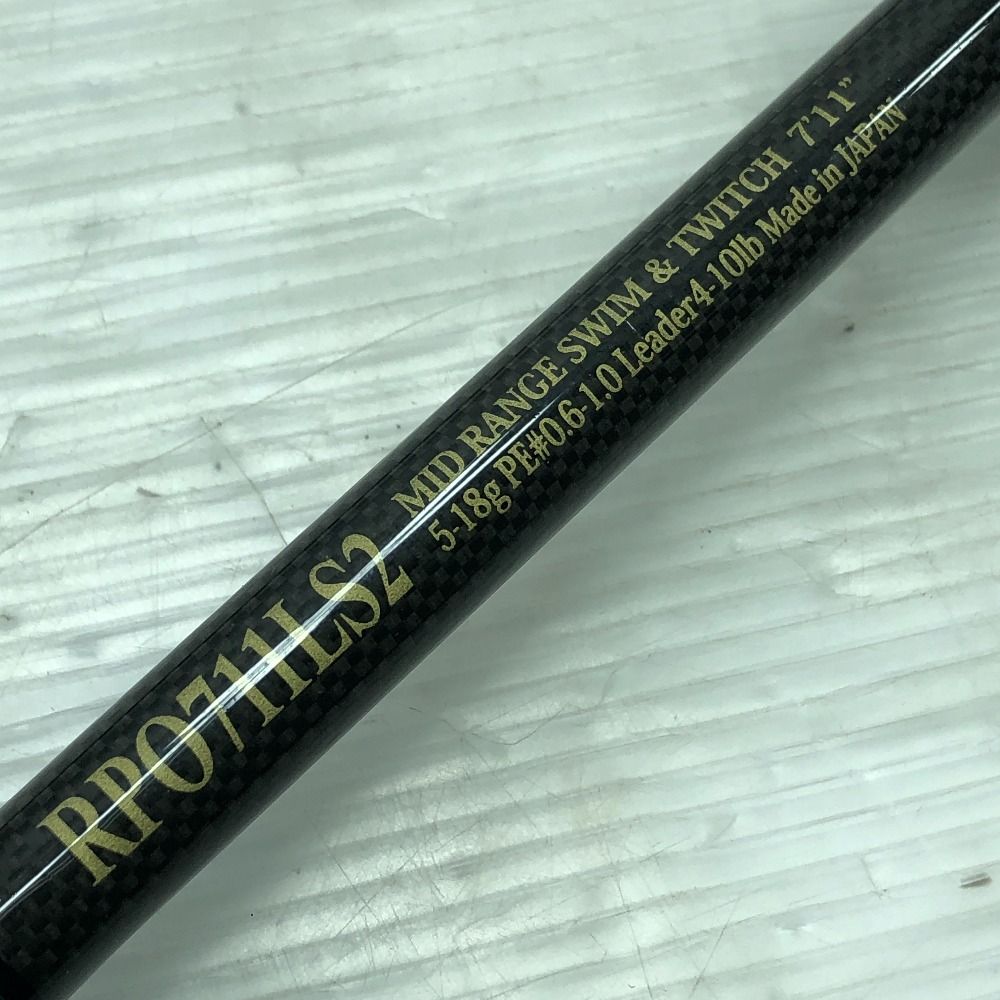 RPO711LS2
MID RANGE SWIM & TWITCH 7'11"
5-18g PE#0.6-1.0 Leader4-10lb Made in JAPAN